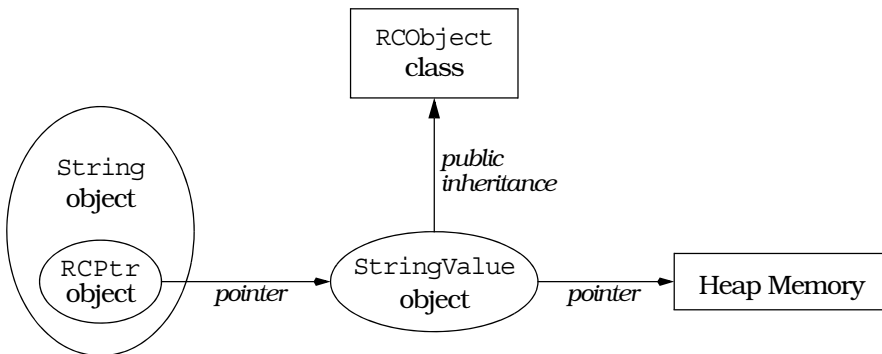 RCObject
class
public
inheritance
String
object
RCPtr
object
pointer
StringValue
object
pointer
Heap Memory